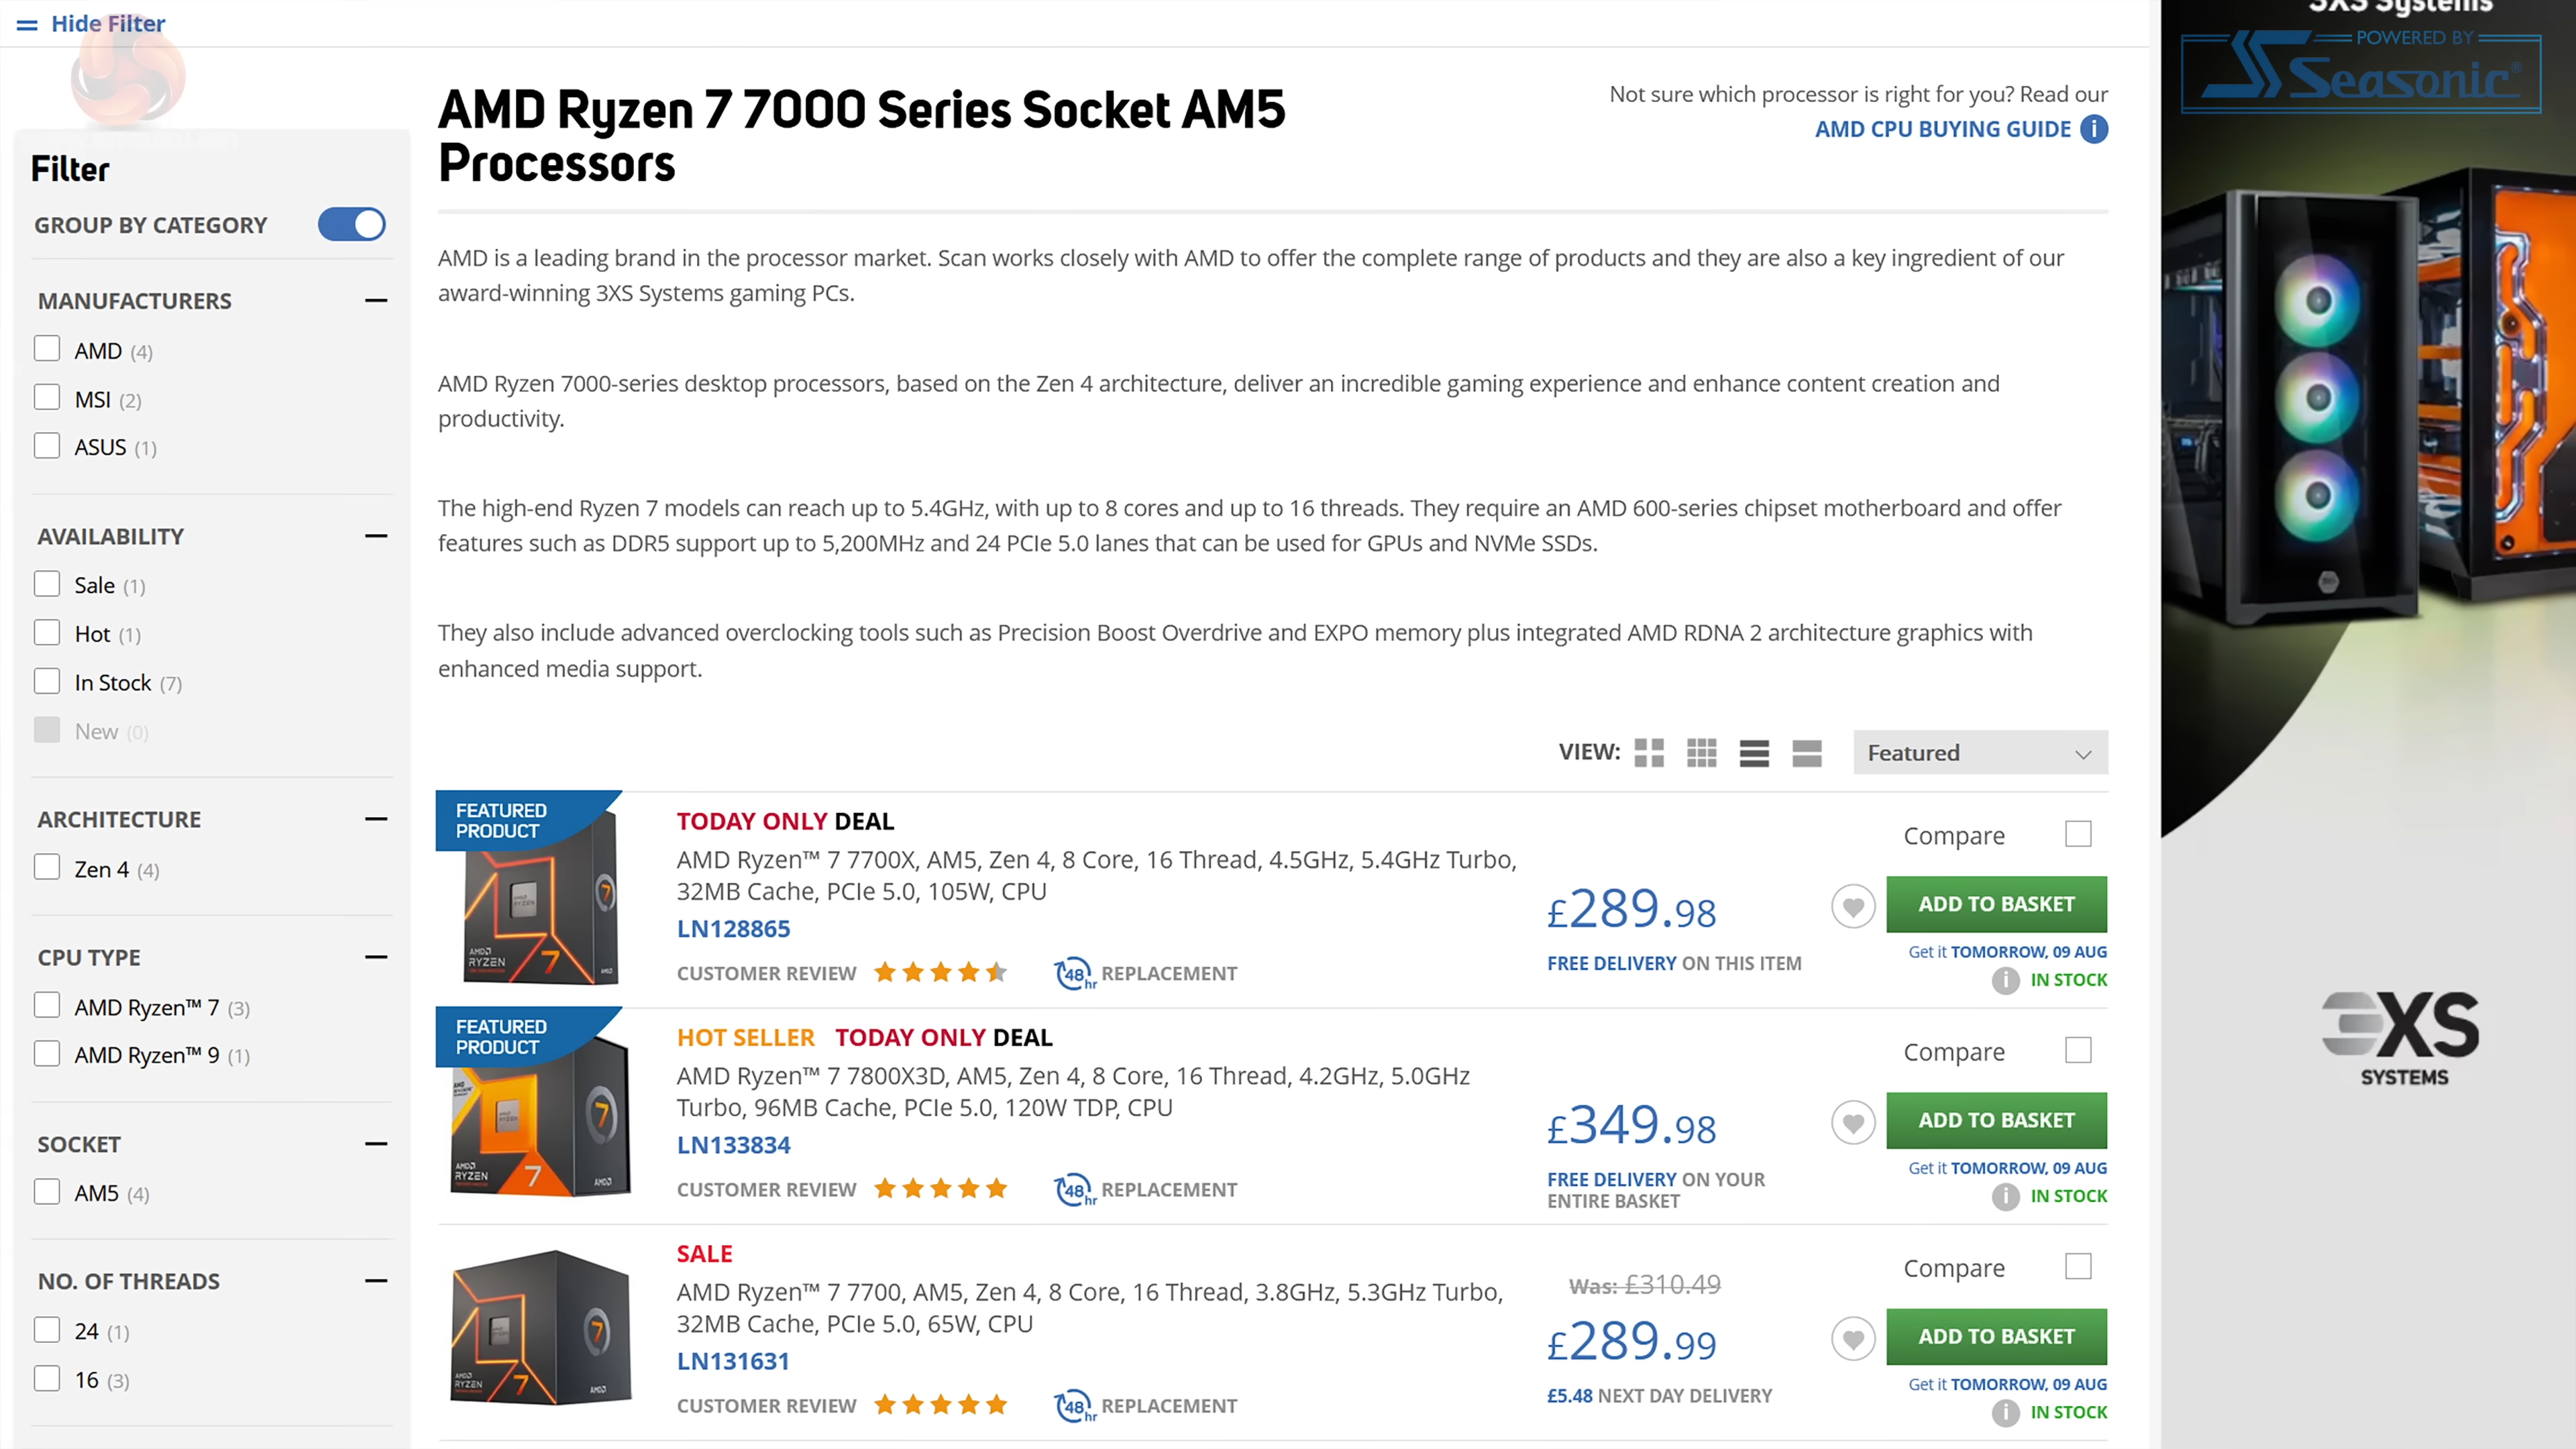 Hide Filter
Filter
GROUP BY CATEGORY
MANUFACTURERS
AMD (4)
MSI (2)
ASUS (1)
AVAILABILITY
Sale (1)
Hot (1)
In Stock (7)
New (0)
ARCHITECTURE
Zen 4 (4)
CPU TYPE
AMD Ryzen™ 7 (3)
AMD Ryzen™ 9 (1)
SOCKET
AM5 (4)
NO. OF THREADS
24 (1)
16 (3)
AMD Ryzen 7 7000 Series Socket AM5
Processors
Not sure which processor is right for you? Read our
AMD CPU BUYING GUIDE i
AMD is a leading brand in the processor market. Scan works closely with AMD to offer the complete range of products and they are also a key ingredient of our
award-winning 3XS Systems gaming PCs.
AMD Ryzen 7000-series desktop processors, based on the Zen 4 architecture, deliver an incredible gaming experience and enhance content creation and
productivity.
The high-end Ryzen 7 models can reach up to 5.4GHz, with up to 8 cores and up to 16 threads. They require an AMD 600-series chipset motherboard and offer
features such as DDR5 support up to 5,200MHz and 24 PCIe 5.0 lanes that can be used for GPUs and NVMe SSDs.
They also include advanced overclocking tools such as Precision Boost Overdrive and EXPO memory plus integrated AMD RDNA 2 architecture graphics with
enhanced media support.
VIEW:
Featured
FEATURED
PRODUCT
AMD
RYZEN
7
7
AMD
TODAY ONLY DEAL
AMD Ryzen™ 7 7700X, AM5, Zen 4, 8 Core, 16 Thread, 4.5GHz, 5.4GHz Turbo,
32MB Cache, PCIe 5.0, 105W, CPU
LN128865
CUSTOMER REVIEW
48hr REPLACEMENT
£289.98
FREE DELIVERY ON THIS ITEM
Compare
ADD TO BASKET
Get it TOMORROW, 09 AUG
i IN STOCK
FEATURED
PRODUCT
AMD
RYZEN
7
7
AMD
HOT SELLER TODAY ONLY DEAL
AMD Ryzen™ 7 7800X3D, AM5, Zen 4, 8 Core, 16 Thread, 4.2GHz, 5.0GHz
Turbo, 96MB Cache, PCIe 5.0, 120W TDP, CPU
LN133834
CUSTOMER REVIEW
48hr REPLACEMENT
£349.98
FREE DELIVERY ON YOUR
ENTIRE BASKET
Compare
ADD TO BASKET
Get it TOMORROW, 09 AUG
i IN STOCK
AMD
RYZEN
7
7
AMD
SALE
AMD Ryzen™ 7 7700, AM5, Zen 4, 8 Core, 16 Thread, 3.8GHz, 5.3GHz Turbo,
32MB Cache, PCIe 5.0, 65W, CPU
LN131631
CUSTOMER REVIEW
48hr REPLACEMENT
Was: £310.49
£289.99
£5.48 NEXT DAY DELIVERY
Compare
ADD TO BASKET
Get it TOMORROW, 09 AUG
i IN STOCK
3XS Systems
POWERED BY
Seasonic®
3XS
SYSTEMS